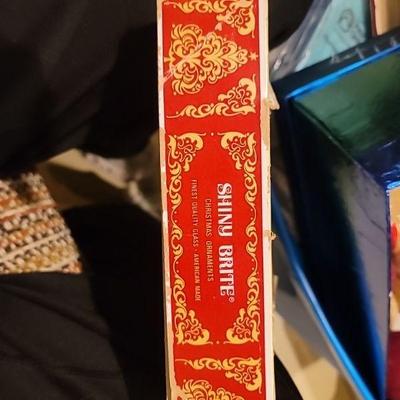 SHINY BRITE®
CHRISTMAS ORNAMENTS
FINEST QUALITY GLASS - AMERICAN MADE